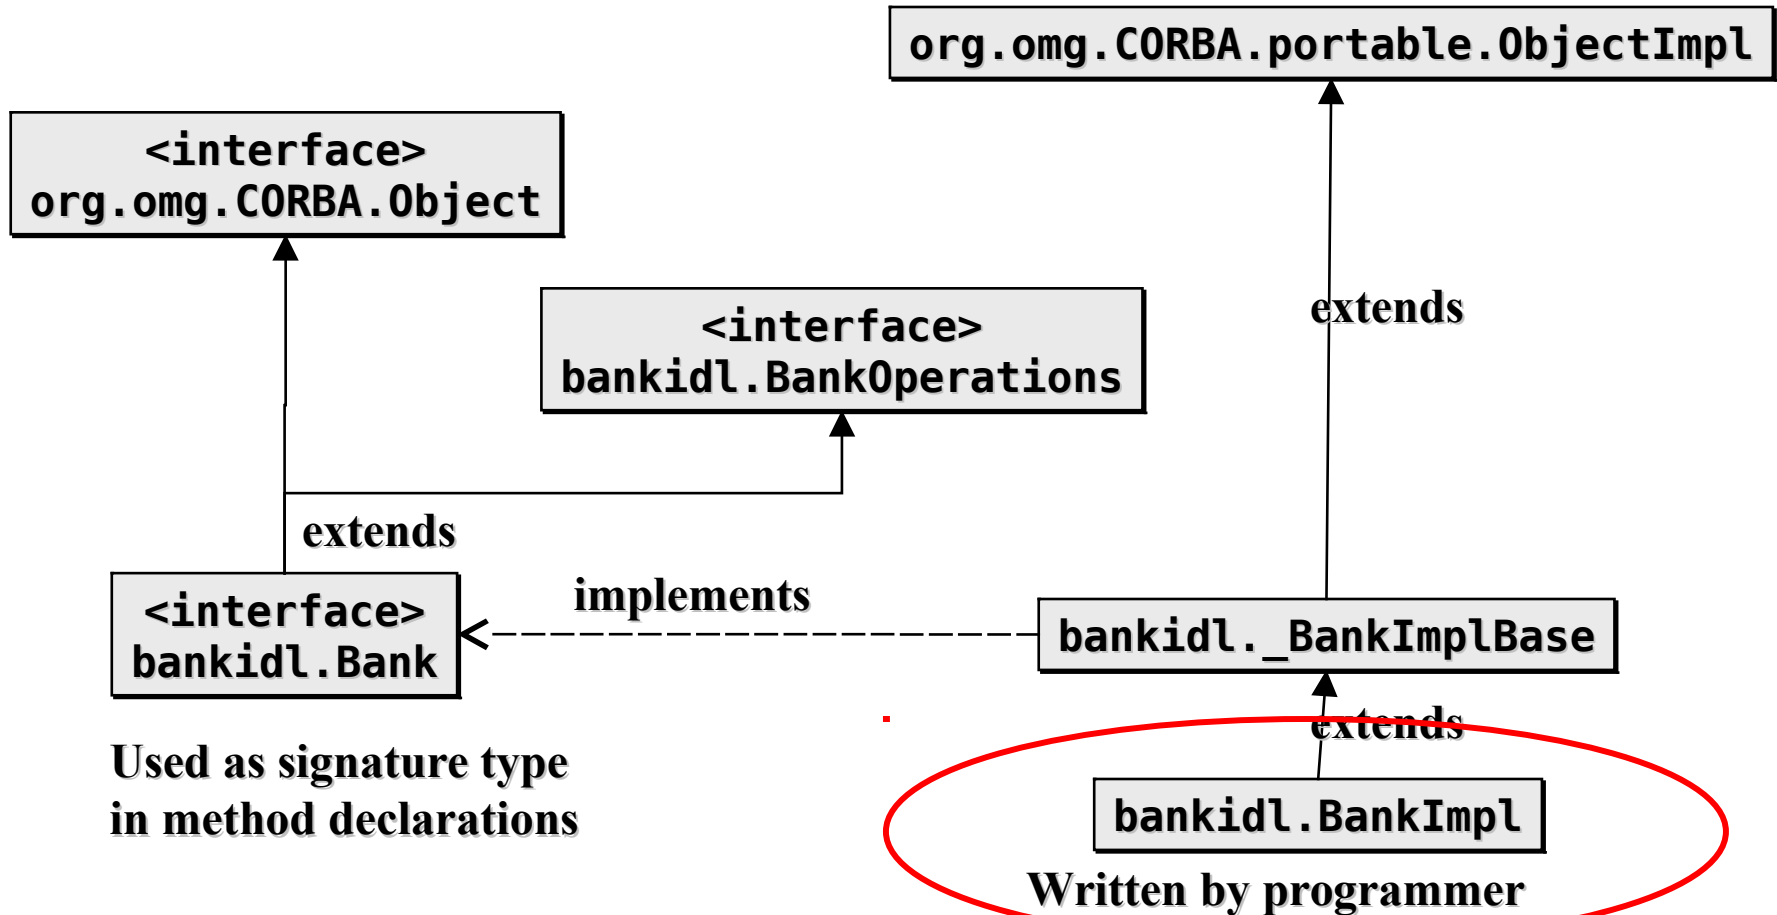 org.omg.CORBA.portable.ObjectImpl
<interface>
org.omg.CORBA.Object
<interface>
bankidl.BankOperations
extends
extends
<interface>
bankidl.Bank
implements
bankidl._BankImplBase
extends
Used as signature type
in method declarations
bankidl.BankImpl
Written by programmer